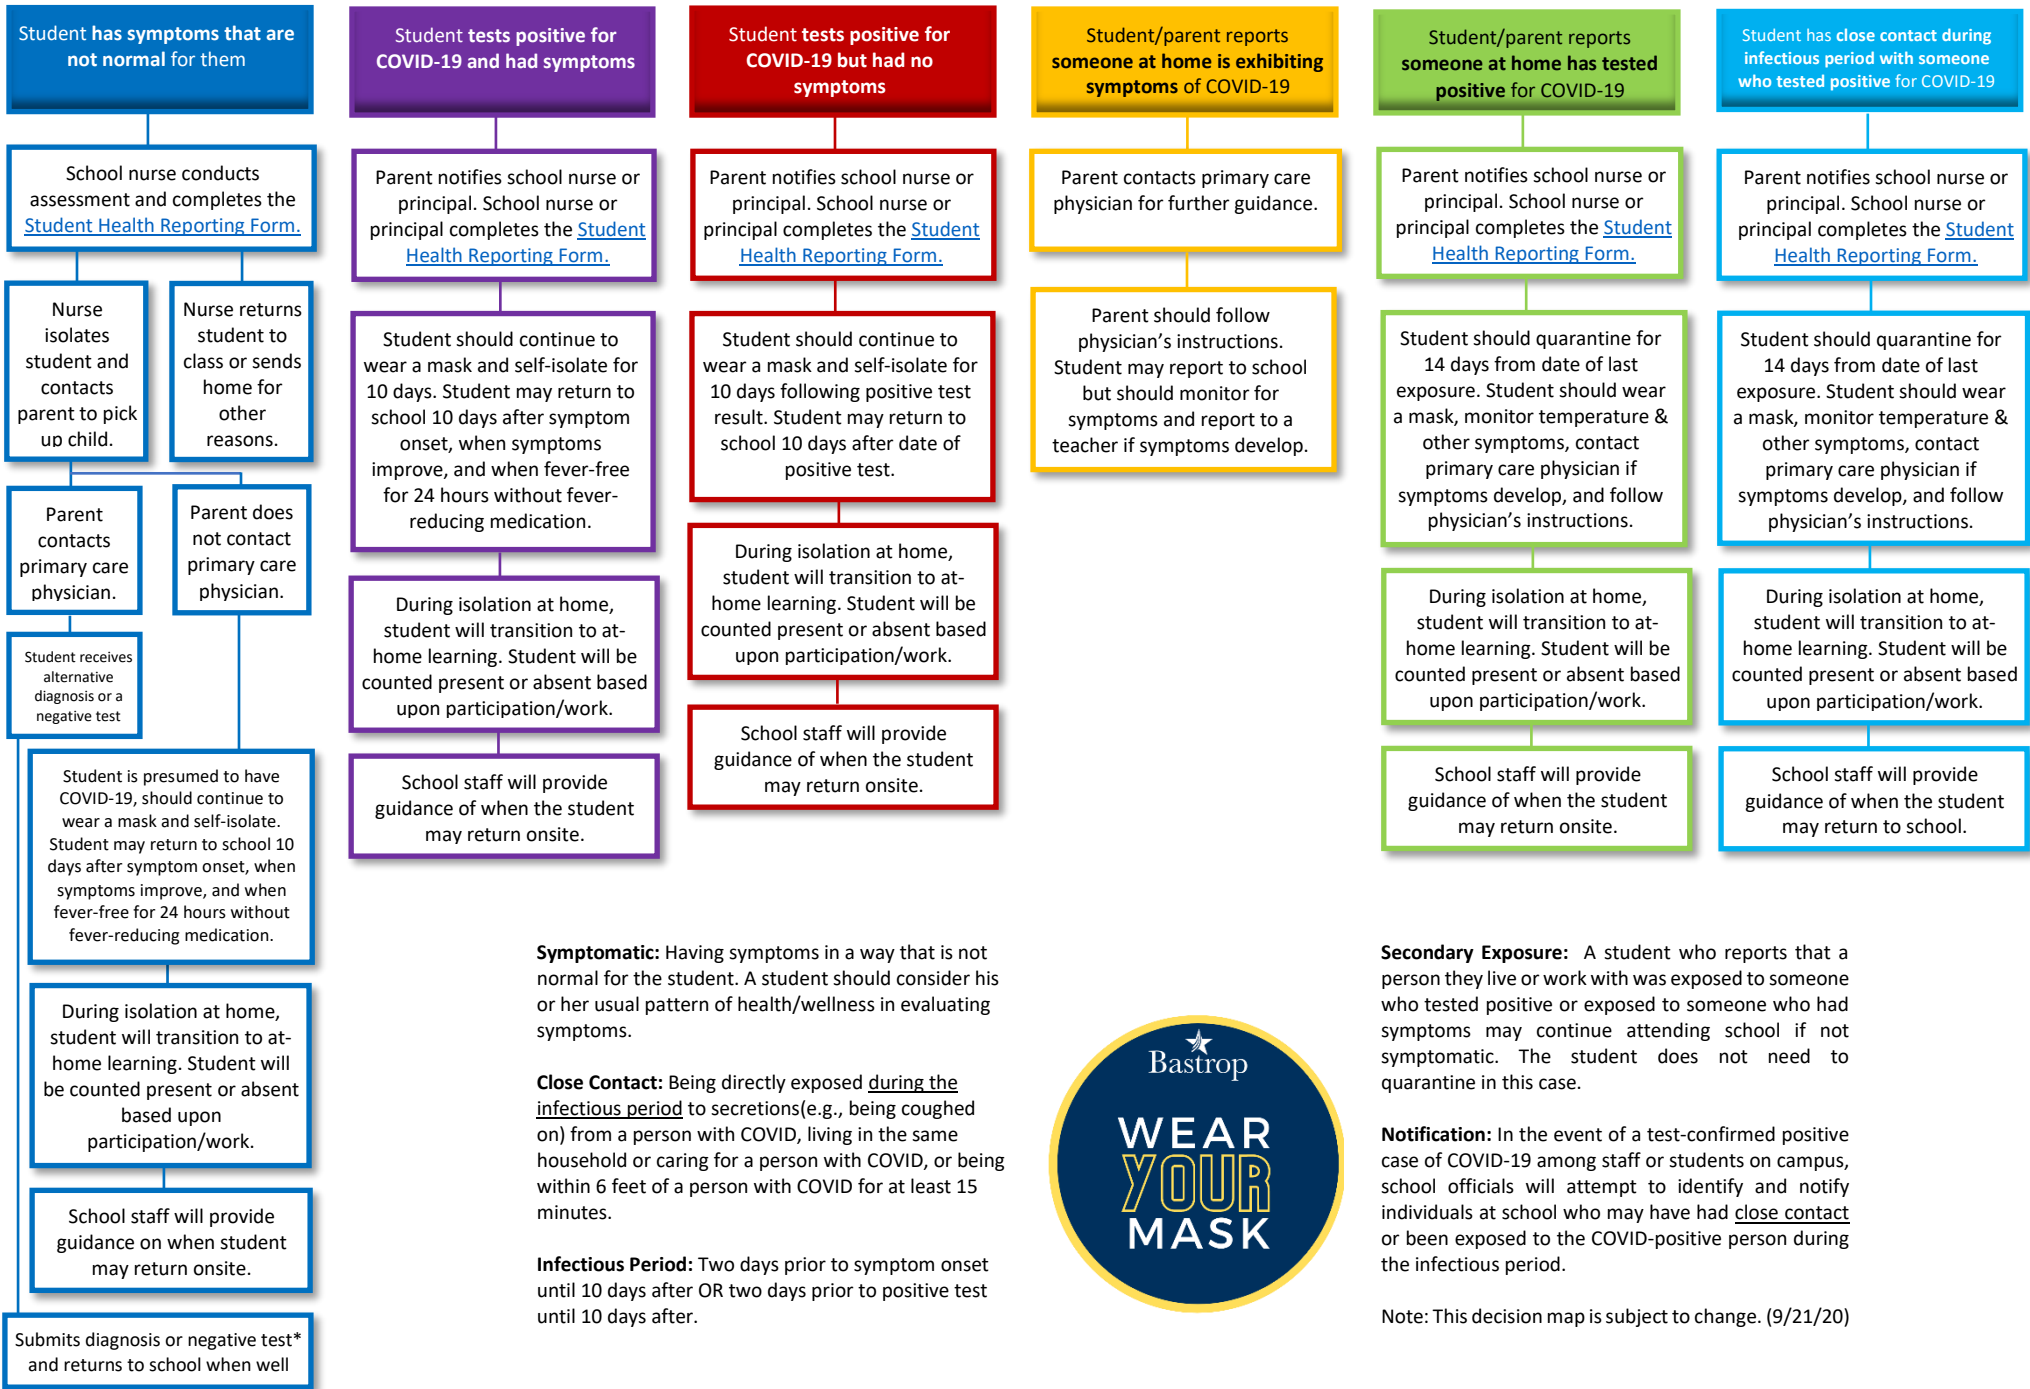 Student has symptoms that are
not normal for them
School nurse conducts
assessment and completes the
Student Health Reporting Form.
Nurse
isolates
student and
contacts
parent to pick
up child.
Nurse returns
student to
class or sends
home for
other
reasons.
Parent
contacts
primary care
physician.
Parent does
not contact
primary care
physician.
Student receives
alternative
diagnosis or a
negative test
Student is presumed to have
COVID-19, should continue to
wear a mask and self-isolate.
Student may return to school 10
days after symptom onset, when
symptoms improve, and when
fever-free for 24 hours without
fever-reducing medication.
During isolation at home,
student will transition to at-
home learning. Student will
be counted present or absent
based upon
participation/work.
School staff will provide
guidance on when student
may return onsite.
Submits diagnosis or negative test*
and returns to school when well
Student tests positive for
COVID-19 and had symptoms
Parent notifies school nurse or
principal. School nurse or
principal completes the Student
Health Reporting Form.
Student should continue to
wear a mask and self-isolate for
10 days. Student may return to
school 10 days after symptom
onset, when symptoms
improve, and when fever-free
for 24 hours without fever-
reducing medication.
During isolation at home,
student will transition to at-
home learning. Student will be
counted present or absent based
upon participation/work.
School staff will provide
guidance of when the student
may return onsite.
Student tests positive for
COVID-19 but had no
symptoms
Parent notifies school nurse or
principal. School nurse or
principal completes the Student
Health Reporting Form.
Student should continue to
wear a mask and self-isolate for
10 days following positive test
result. Student may return to
school 10 days after date of
positive test.
During isolation at home,
student will transition to at-
home learning. Student will be
counted present or absent based
upon participation/work.
School staff will provide
guidance of when the student
may return onsite.
Student/parent reports
someone at home is exhibiting
symptoms of COVID-19
Parent contacts primary care
physician for further guidance.
Parent should follow
physician's instructions.
Student may report to school
but should monitor for
symptoms and report to a
teacher if symptoms develop.
Student/parent reports
someone at home has tested
positive for COVID-19
Parent notifies school nurse or
principal. School nurse or
principal completes the Student
Health Reporting Form.
Student should quarantine for
14 days from date of last
exposure. Student should wear
a mask, monitor temperature &
other symptoms, contact
primary care physician if
symptoms develop, and follow
physician's instructions.
During isolation at home,
student will transition to at-
home learning. Student will be
counted present or absent based
upon participation/work.
School staff will provide
guidance of when the student
may return onsite.
Student has close contact during
infectious period with someone
who tested positive for COVID-19
Parent notifies school nurse or
principal. School nurse or
principal completes the Student
Health Reporting Form.
Student should quarantine for
14 days from date of last
exposure. Student should wear
a mask, monitor temperature &
other symptoms, contact
primary care physician if
symptoms develop, and follow
physician's instructions.
During isolation at home,
student will transition to at-
home learning. Student will be
counted present or absent based
upon participation/work.
School staff will provide
guidance of when the student
may return to school.
Symptomatic: Having symptoms in a way that is not
normal for the student. A student should consider his
or her usual pattern of health/wellness in evaluating
symptoms.
Close Contact: Being directly exposed during the
infectious period to secretions(e.g., being coughed
on) from a person with COVID, living in the same
household or caring for a person with COVID, or being
within 6 feet of a person with COVID for at least 15
minutes.
Infectious Period: Two days prior to symptom onset
until 10 days after OR two days prior to positive test
until 10 days after.
Bastrop
WEAR
YOUR
MASK
Secondary Exposure: A student who reports that a
person they live or work with was exposed to someone
who tested positive or exposed to someone who had
symptoms may continue attending school if not
symptomatic. The student does not need to
quarantine in this case.
Notification: In the event of a test-confirmed positive
case of COVID-19 among staff or students on campus,
school officials will attempt to identify and notify
individuals at school who may have had close contact
or been exposed to the COVID-positive person during
the infectious period.
Note: This decision map is subject to change. (9/21/20)